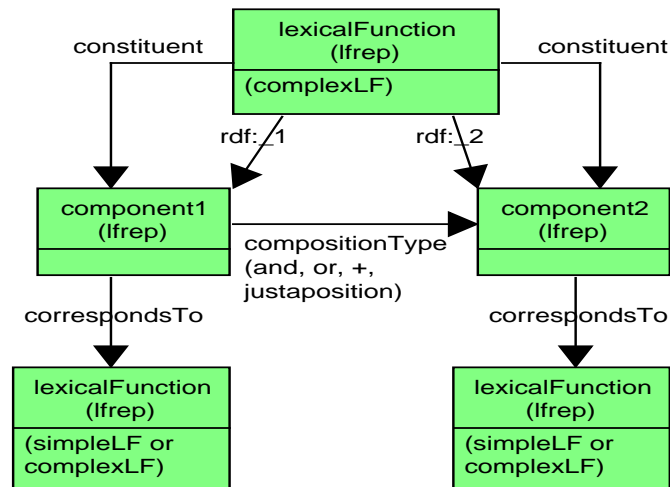 lexicalFunction
(lfrep)
(complexLF)
constituent
constituent
rdf:_1
rdf:_2
component1
(lfrep)
component2
(lfrep)
compositionType
(and, or, +,
justaposition)
correspondsTo
correspondsTo
lexicalFunction
(lfrep)
(simpleLF or
complexLF)
lexicalFunction
(lfrep)
(simpleLF or
complexLF)